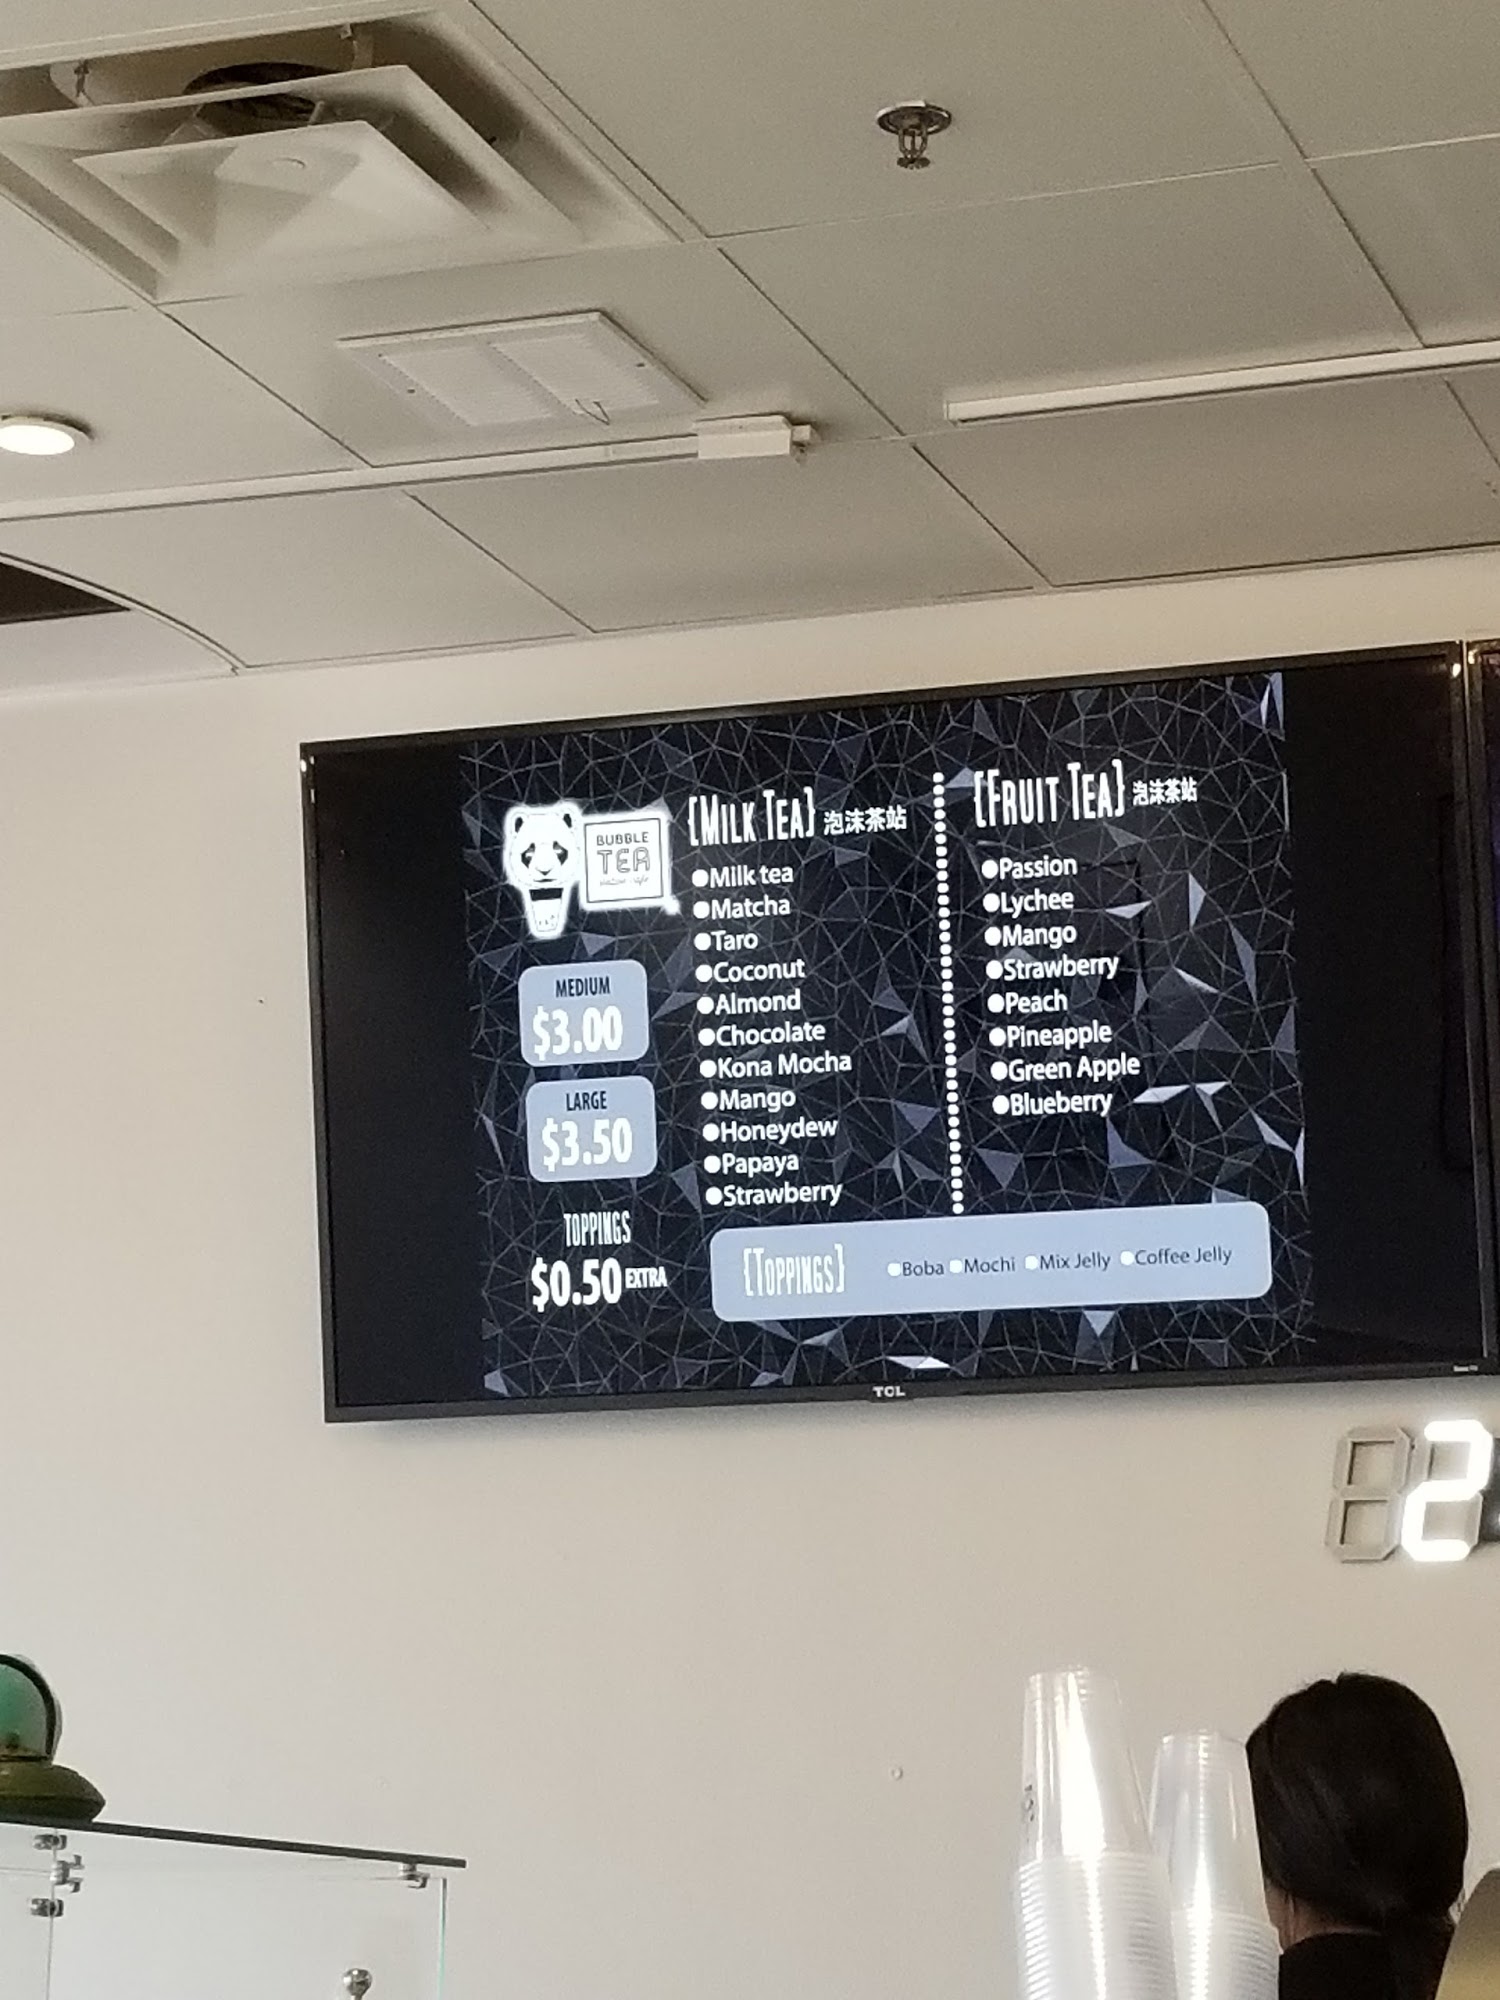 BUBBLE
TEA
MEDIUM
$3.00
LARGE
$3.50
TOPPINGS
$0.50 EXTRA
{MILK TEA} 泡沫茶站
●Milk tea
●Matcha
●Taro
●Coconut
●Almond
●Chocolate
●Kona Mocha
●Mango
●Honeydew
●Papaya
●Strawberry
{FRUIT TEA} 泡沫茶站
●Passion
●Lychee
●Mango
●Strawberry
●Peach
●Pineapple
●Green Apple
●Blueberry
{TOPPINGS} ●Boba ●Mochi ●Mix Jelly ●Coffee Jelly
TCL
2